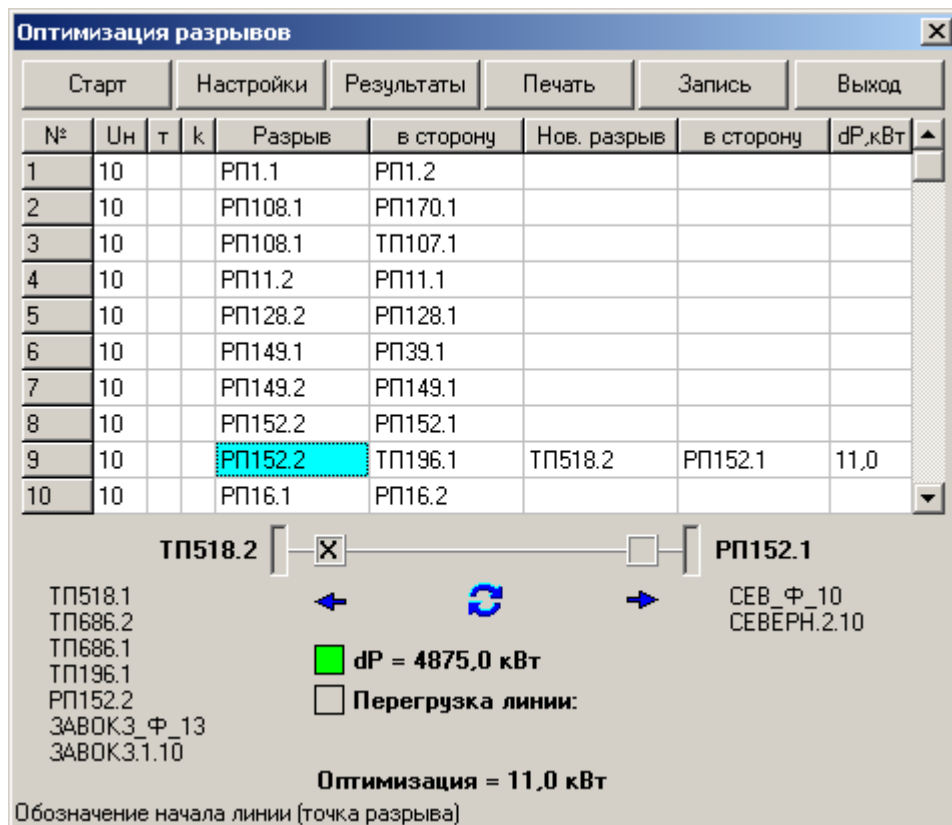 Оптимизация разрывов
Старт Настройки Результаты Печать Запись Выход
№ Uн т k Разрыв в сторону Нов. разрыв в сторону dP,кВт
1 10 РП1.1 РП1.2
2 10 РП108.1 РП170.1
3 10 РП108.1 ТП107.1
4 10 РП11.2 РП11.1
5 10 РП128.2 РП128.1
6 10 РП149.1 РП39.1
7 10 РП149.2 РП149.1
8 10 РП152.2 РП152.1
9 10 РП152.2 ТП196.1 ТП518.2 РП152.1 11,0
10 10 РП16.1 РП16.2
ТП518.2 РП152.1
ТП518.1
ТП686.2
ТП686.1
ТП196.1
РП152.2
ЗАВОКЗ_Ф_13
ЗАВОКЗ.1.10
СЕВ_Ф_10
СЕВЕРН.2.10
dP = 4875,0 кВт
Перегрузка линии:
Оптимизация = 11,0 кВт
Обозначение начала линии (точка разрыва)